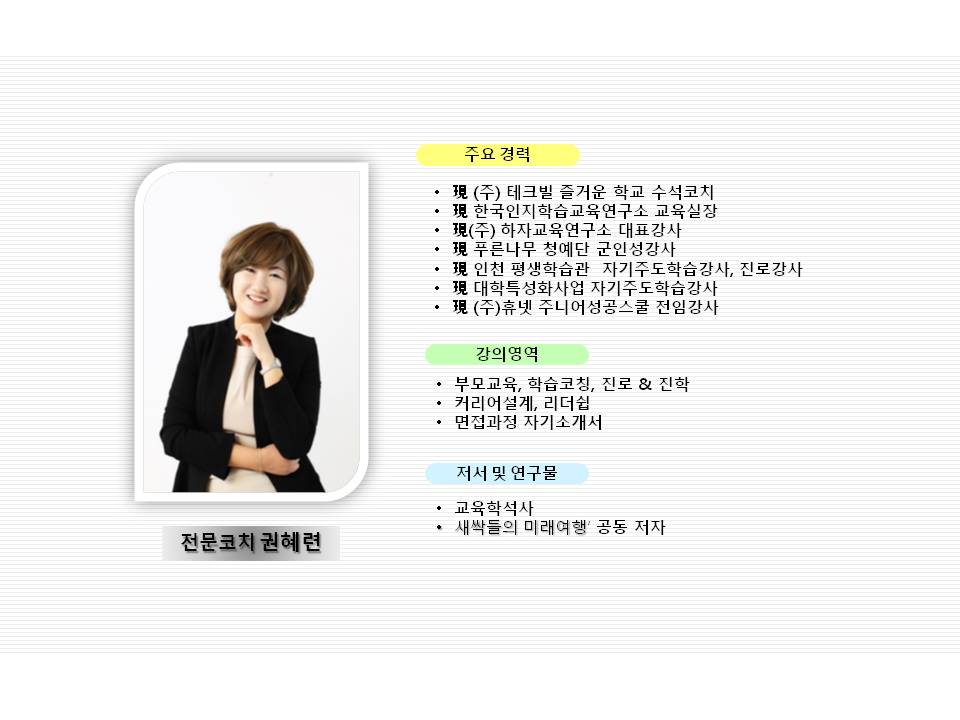 주요 경력
• 現 (주) 테크빌 즐거운 학교 수석코치
• 現 한국인지학습교육연구소 교육실장
• 現(주) 하자교육연구소 대표강사
• 現 푸른나무 청예단 군인성강사
• 現 인천 평생학습관 자기주도학습강사, 진로강사
• 現 대학특성화사업 자기주도학습강사
• 現 (주)휴넷 주니어성공스쿨 전임강사
강의영역
• 부모교육, 학습코칭, 진로 & 진학
• 커리어설계, 리더쉽
• 면접과정 자기소개서
저서 및 연구물
• 교육학석사
• 새싹들의 미래여행' 공동 저자
전문코치 권혜련